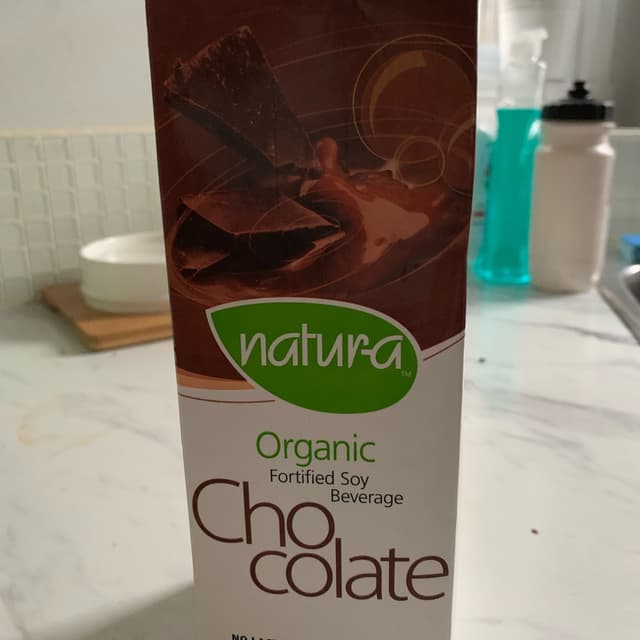 natur-a
TM
Organic
Fortified Soy
Beverage
Cho
colate